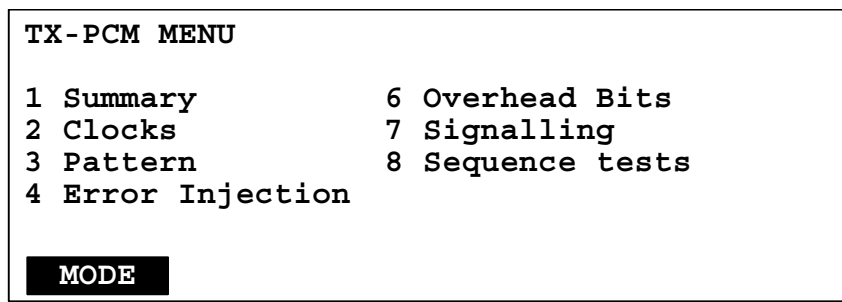 TX-PCM MENU
1 Summary 6 Overhead Bits
2 Clocks 7 Signalling
3 Pattern 8 Sequence tests
4 Error Injection
MODE